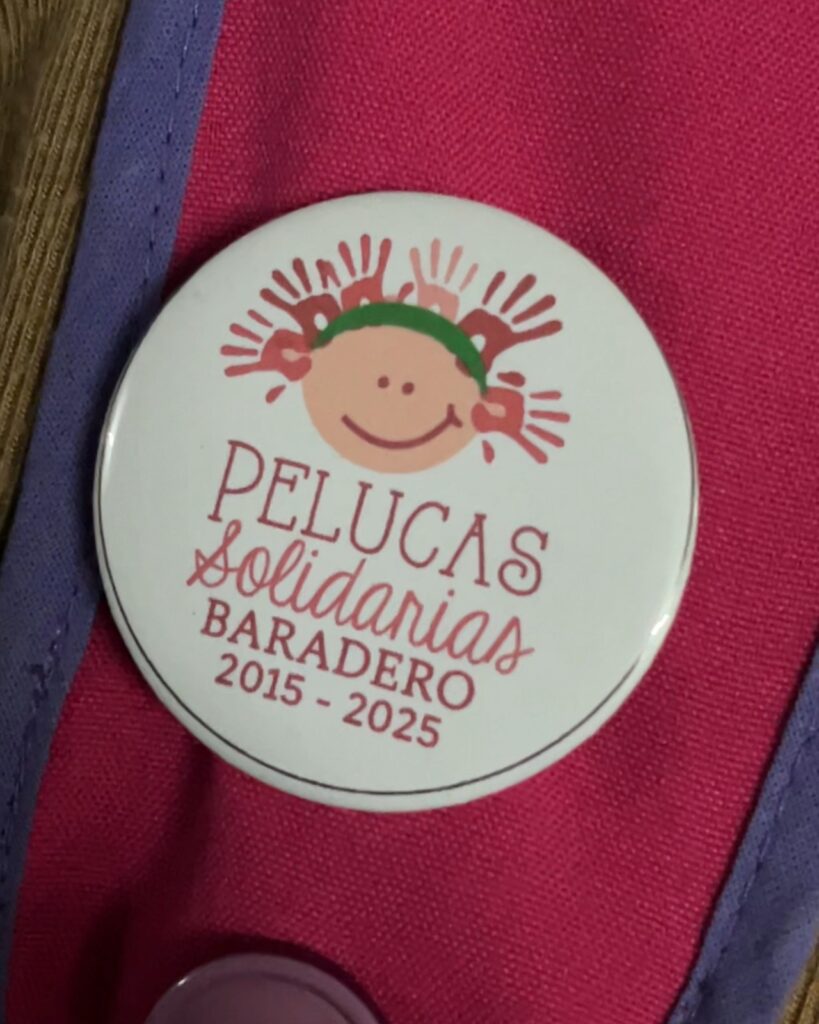 PELUCAS
solidarias
BARADERO
2015 - 2025